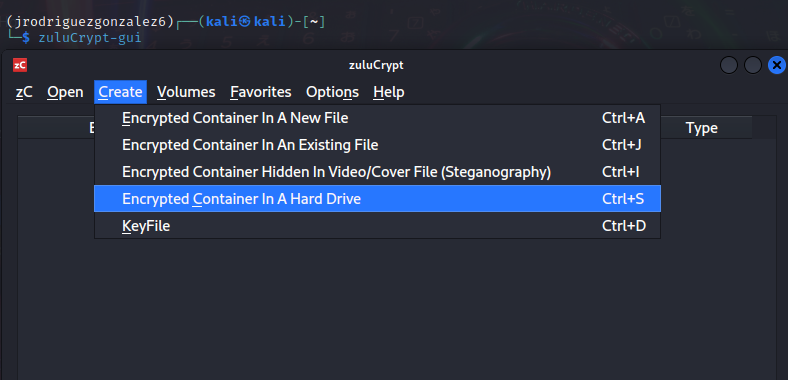 (jrodriguezgonzalez6)┌──(kali㉿kali)-[~]
└─$ zuluCrypt-gui
zC zuluCrypt
zC Open Create Volumes Favorites Options Help
Encrypted Container In A New File Ctrl+A
Type
Encrypted Container In An Existing File Ctrl+J
Encrypted Container Hidden In Video/Cover File (Steganography) Ctrl+I
Encrypted Container In A Hard Drive Ctrl+S
KeyFile Ctrl+D